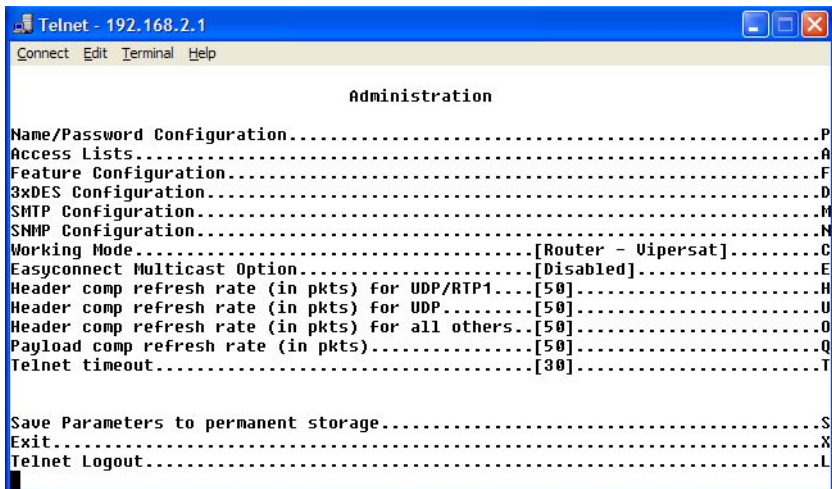 Telnet - 192.168.2.1
Connect Edit Terminal Help
Administration
Name/Password Configuration....................................................P
Access Lists...................................................................A
Feature Configuration..........................................................F
3xDES Configuration............................................................D
SMTP Configuration.............................................................M
SNMP Configuration.............................................................N
Working Mode.......................................[Router - Vipersat].........C
Easyconnect Multicast Option.......................[Disabled]..................E
Header comp refresh rate (in pkts) for UDP/RTP1....[50]........................H
Header comp refresh rate (in pkts) for UDP.........[50]........................U
Header comp refresh rate (in pkts) for all others..[50]........................O
Payload comp refresh rate (in pkts)................[50]........................Q
Telnet timeout.....................................[30]........................T
Save Parameters to permanent storage...........................................S
Exit...........................................................................X
Telnet Logout..................................................................L